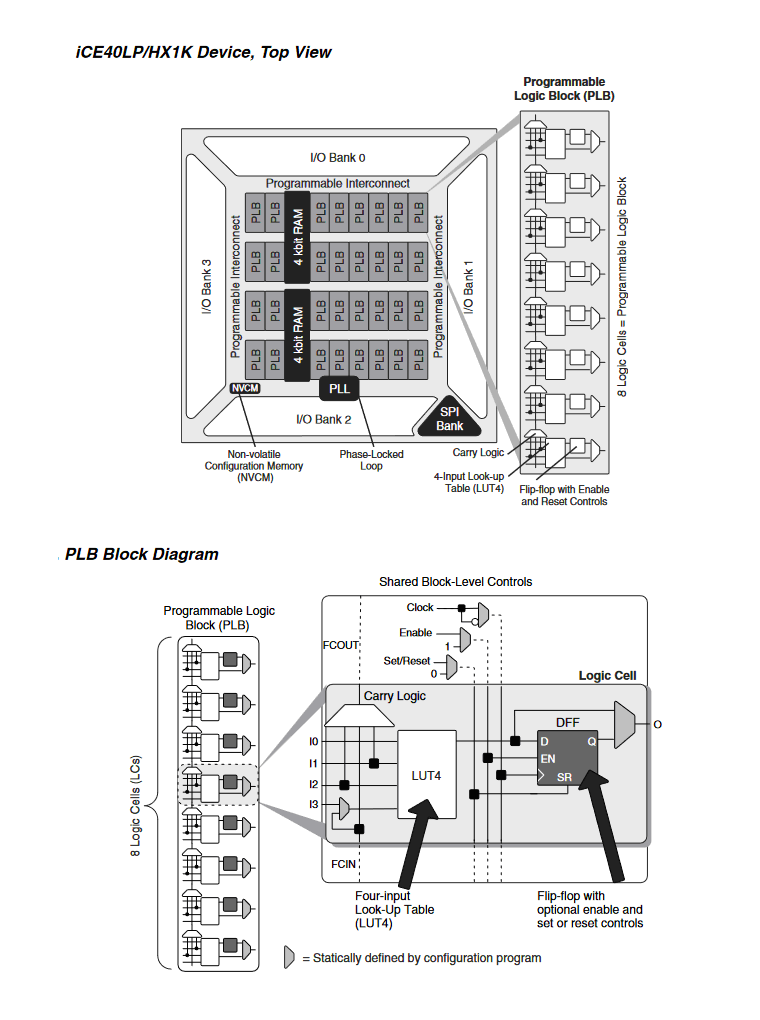 iCE40LP/HX1K Device, Top View
Programmable
Logic Block (PLB)
I/O Bank 0
Programmable Interconnect
I/O Bank 3
Programmable Interconnect
PLB PLB 4 kbit RAM PLB PLB PLB PLB PLB PLB
PLB PLB PLB PLB PLB PLB PLB PLB
PLB PLB 4 kbit RAM PLB PLB PLB PLB PLB PLB
PLB PLB PLB PLB PLB PLB PLB PLB
Programmable Interconnect
I/O Bank 1
8 Logic Cells = Programmable Logic Block
NVCM
PLL
I/O Bank 2
SPI
Bank
Non-volatile
Configuration Memory
(NVCM)
Phase-Locked
Loop
Carry Logic
4-Input Look-up
Table (LUT4)
Flip-flop with Enable
and Reset Controls
PLB Block Diagram
Shared Block-Level Controls
Programmable Logic
Block (PLB)
8 Logic Cells (LCs)
Clock
Enable
1
FCOUT
Set/Reset
0
Logic Cell
Carry Logic
I0
I1
I2
I3
LUT4
DFF
D
Q
EN
SR
O
FCIN
Four-input
Look-Up Table
(LUT4)
Flip-flop with
optional enable and
set or reset controls
= Statically defined by configuration program